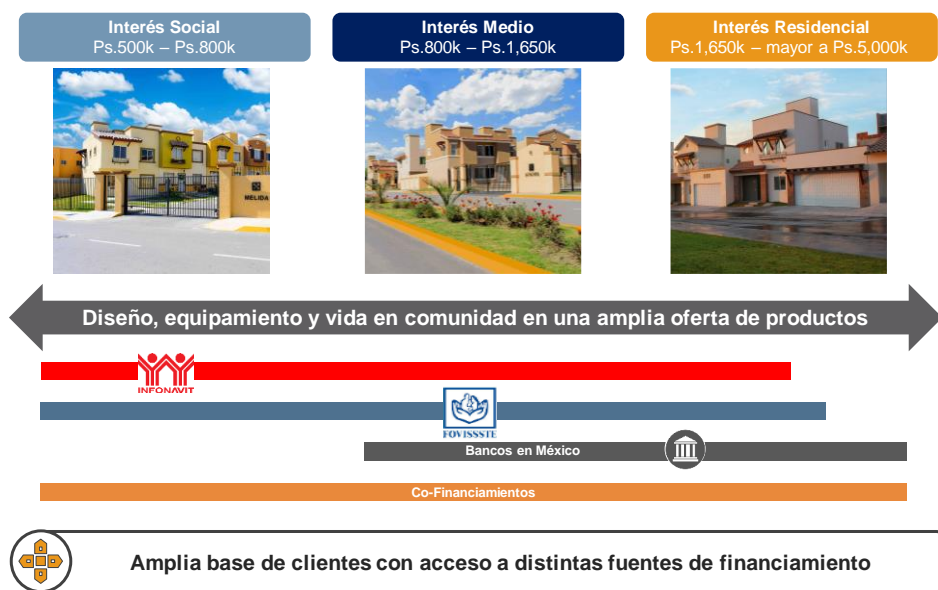 Interés Social
Ps.500k – Ps.800k
Interés Medio
Ps.800k – Ps.1,650k
Interés Residencial
Ps.1,650k – mayor a Ps.5,000k
MELIDA
Diseño, equipamiento y vida en comunidad en una amplia oferta de productos
INFONAVIT
FOVISSSTE
Bancos en México
Co-Financiamientos
Amplia base de clientes con acceso a distintas fuentes de financiamiento